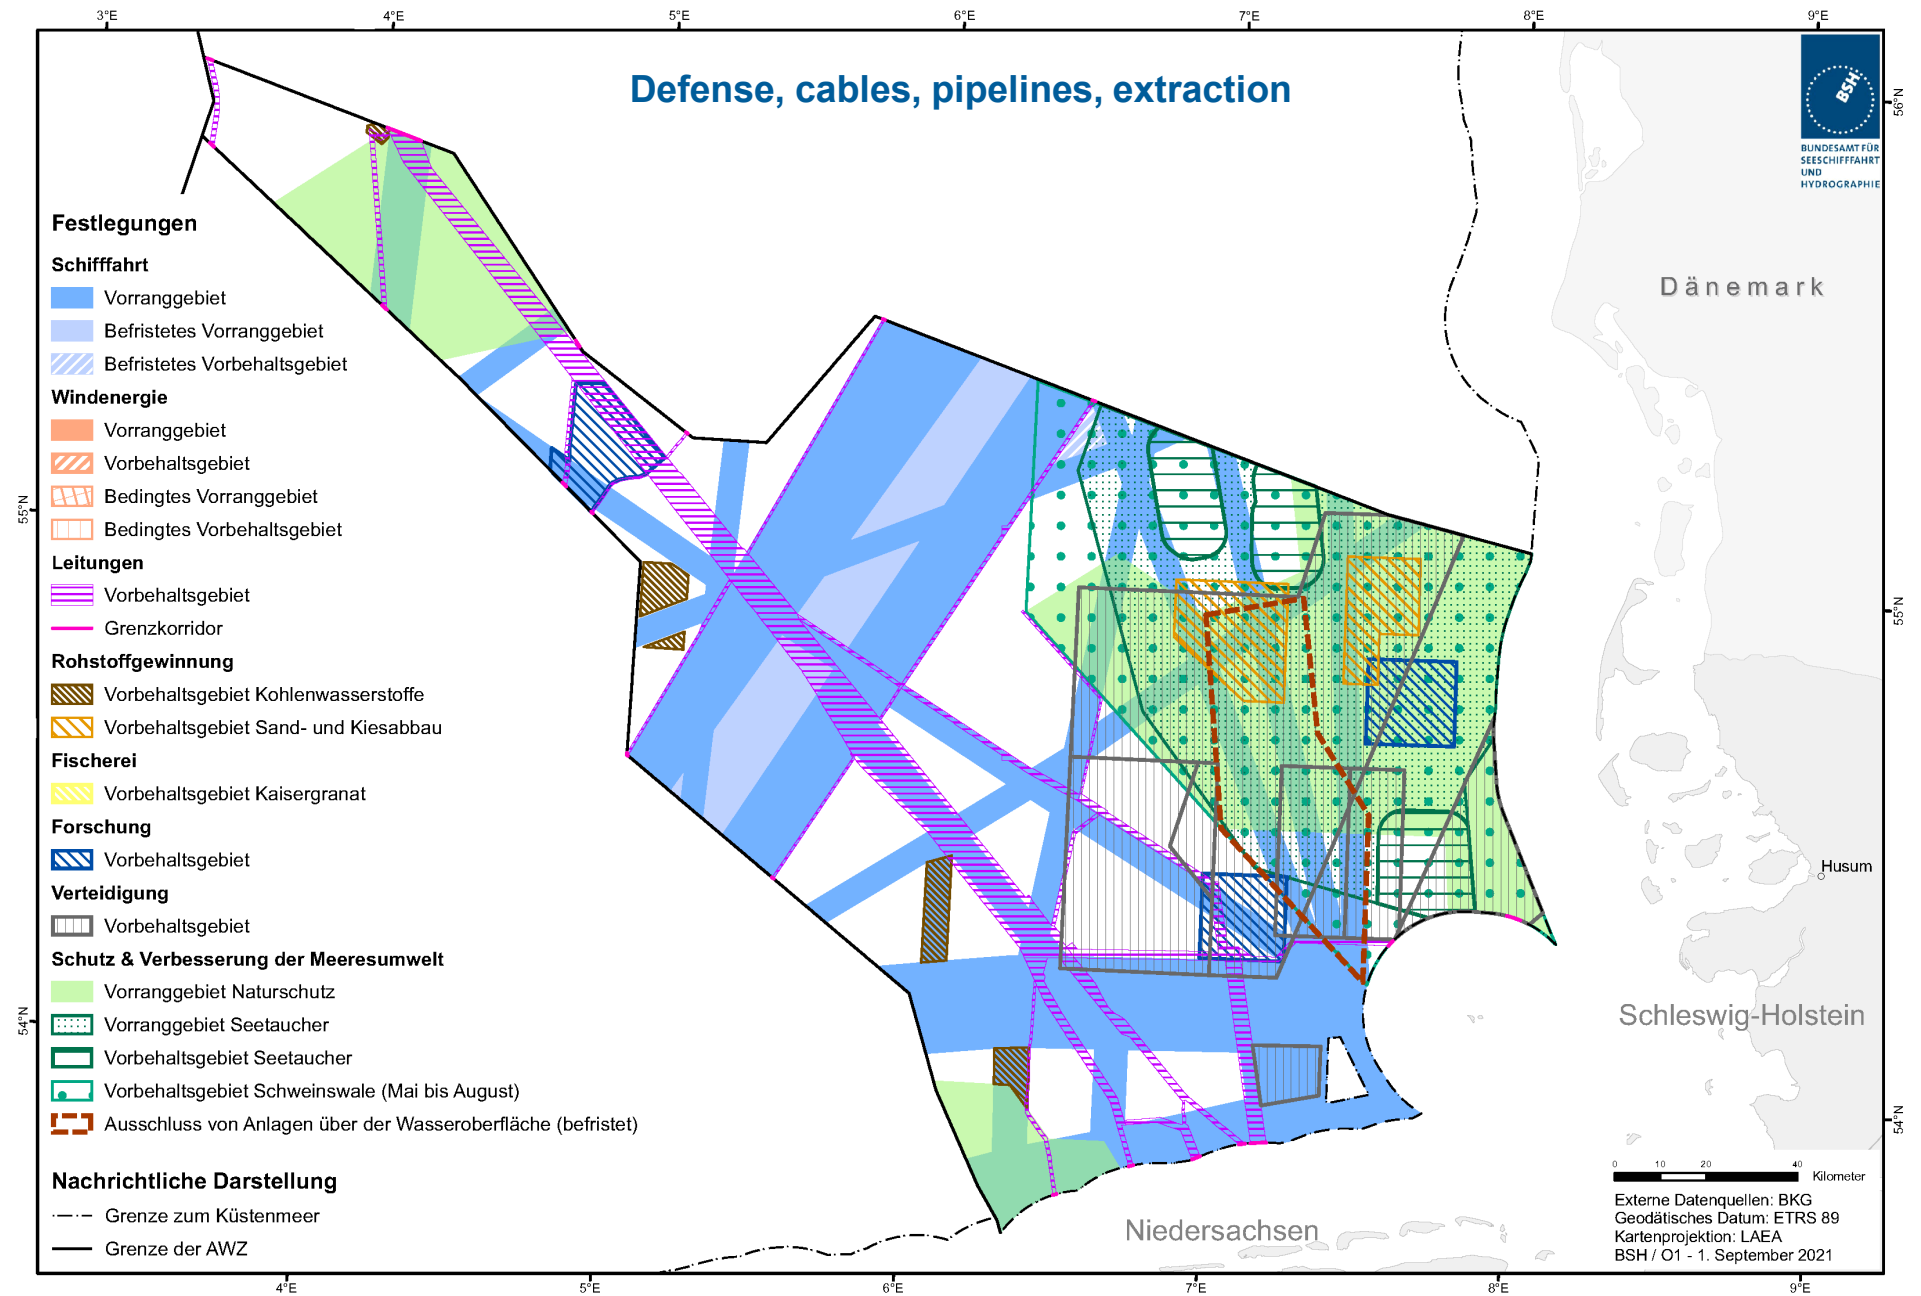 3°E 4°E 5°E 6°E 7°E 8°E 9°E
Defense, cables, pipelines, extraction
BSH
BUNDESAMT FÜR
SEESCHIFFFAHRT
UND
HYDROGRAPHIE
56°N
55°N
55°N
54°N
54°N
Dänemark
Husum
Schleswig-Holstein
Niedersachsen
Festlegungen
Schifffahrt
Vorranggebiet
Befristetes Vorranggebiet
Befristetes Vorbehaltsgebiet
Windenergie
Vorranggebiet
Vorbehaltsgebiet
Bedingtes Vorranggebiet
Bedingtes Vorbehaltsgebiet
Leitungen
Vorbehaltsgebiet
Grenzkorridor
Rohstoffgewinnung
Vorbehaltsgebiet Kohlenwasserstoffe
Vorbehaltsgebiet Sand- und Kiesabbau
Fischerei
Vorbehaltsgebiet Kaisergranat
Forschung
Vorbehaltsgebiet
Verteidigung
Vorbehaltsgebiet
Schutz & Verbesserung der Meeresumwelt
Vorranggebiet Naturschutz
Vorranggebiet Seetaucher
Vorbehaltsgebiet Seetaucher
Vorbehaltsgebiet Schweinswale (Mai bis August)
Ausschluss von Anlagen über der Wasseroberfläche (befristet)
Nachrichtliche Darstellung
Grenze zum Küstenmeer
Grenze der AWZ
0 10 20 40
Kilometer
Externe Datenquellen: BKG
Geodätisches Datum: ETRS 89
Kartenprojektion: LAEA
BSH / O1 - 1. September 2021
4°E 5°E 6°E 7°E 8°E 9°E